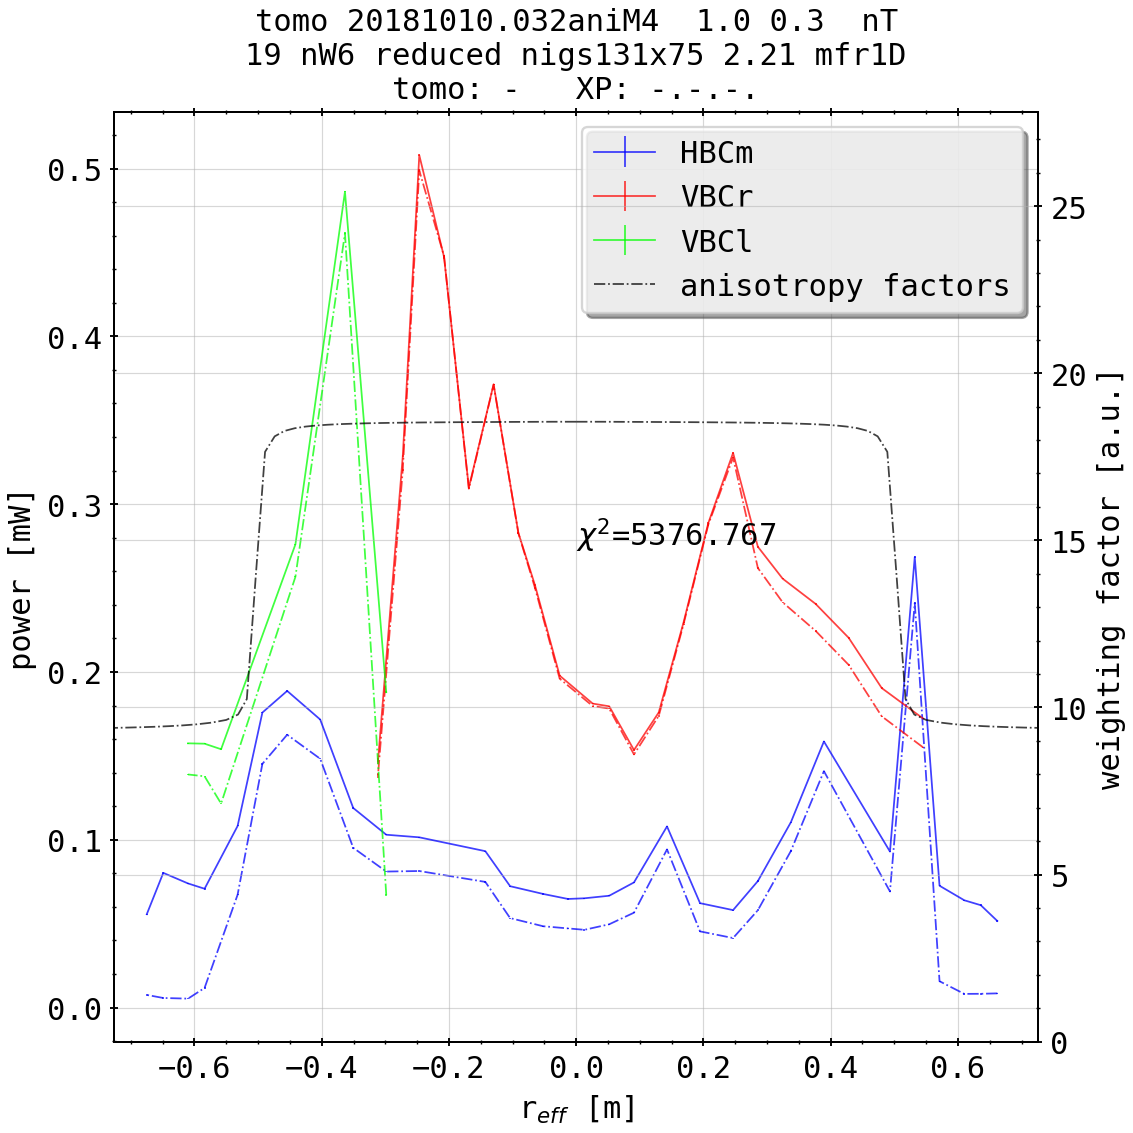 tomo 20181010.032aniM4  1.0 0.3  nT
19 nW6 reduced nigs131x75 2.21 mfr1D
tomo: -   XP: -.-.-.
HBCm
VBCr
VBCl
anisotropy factors
χ²=5376.767
power [mW]
0.5
0.4
0.3
0.2
0.1
0.0
25
20
15
10
5
0
weighting factor [a.u.]
−0.6
−0.4
−0.2
0.0
0.2
0.4
0.6
r_eff [m]